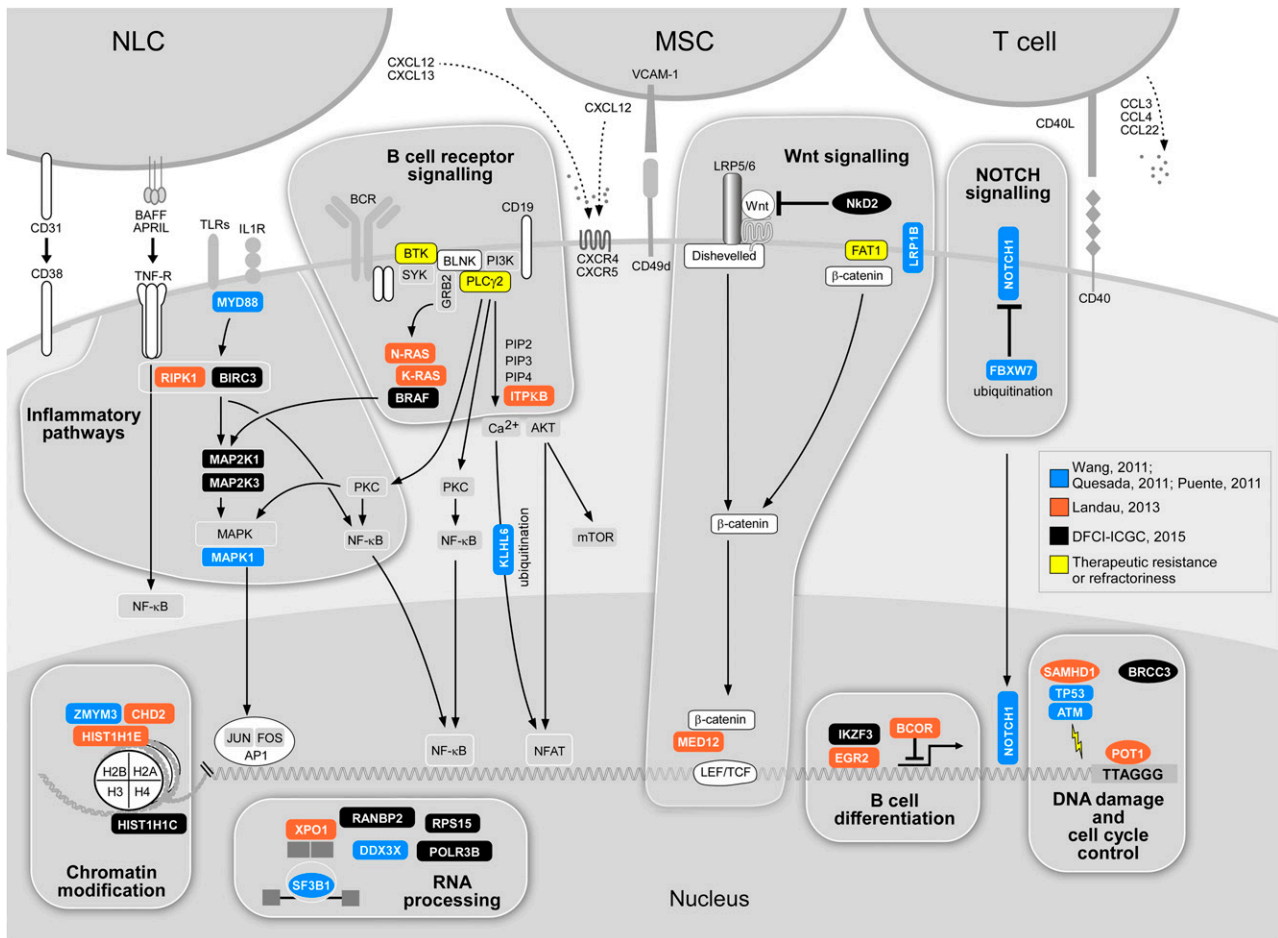 NLC
MSC
T cell
CXCL12
CXCL13
VCAM-1
CXCL12
CD40L
CCL3
CCL4
CCL22
CD31
CD38
BAFF
APRIL
TNF-R
TLRs
IL1R
MYD88
RIPK1
BIRC3
Inflammatory
pathways
MAP2K1
MAP2K3
MAPK
MAPK1
PKC
NF-κB
NF-κB
B cell receptor
signalling
BCR
CD19
BTK
SYK
BLNK
PI3K
GRB2
PLCγ2
N-RAS
K-RAS
BRAF
PIP2
PIP3
PIP4
ITPκB
Ca2+
AKT
PKC
NF-κB
KLHL6
ubiquitination
mTOR
CXCR4
CXCR5
CD49d
Wnt signalling
LRP5/6
Wnt
NkD2
Dishevelled
FAT1
LRP1B
β-catenin
β-catenin
β-catenin
MED12
LEF/TCF
NOTCH
signalling
NOTCH1
FBXW7
ubiquitination
CD40
Wang, 2011;
Quesada, 2011; Puente, 2011
Landau, 2013
DFCI-ICGC, 2015
Therapeutic resistance
or refractoriness
ZMYM3
CHD2
HIST1H1E
H2B
H2A
H3
H4
HIST1H1C
Chromatin
modification
JUN
FOS
AP1
NF-κB
NFAT
XPO1
RANBP2
RPS15
DDX3X
POLR3B
SF3B1
RNA
processing
Nucleus
IKZF3
BCOR
EGR2
B cell
differentiation
NOTCH1
SAMHD1
BRCC3
TP53
ATM
POT1
TTAGGG
DNA damage
and
cell cycle
control